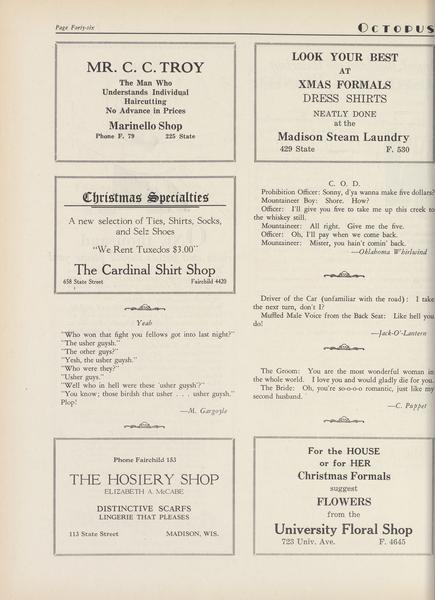 Page Forty-six
OCTOPUS
MR. C. C. TROY
The Man Who
Understands Individual
Haircutting
No Advance in Prices
Marinello Shop
Phone F. 79 225 State
Christmas Specialties
A new selection of Ties, Shirts, Socks,
and Selz Shoes
"We Rent Tuxedos $3.00"
The Cardinal Shirt Shop
658 State Street Fairchild 4420
Yeah
"Who won that fight you fellows got into last night?"
"The usher guysh."
"The other guys?"
"Yesh, the usher guysh."
"Who were they?"
"Usher guys."
"Well who in hell were these 'usher guysh'?"
"You know; those birdsh that usher . . . usher guysh."
Plop!
—M. Gargoyle
Phone Fairchild 153
THE HOSIERY SHOP
ELIZABETH A. McCABE
DISTINCTIVE SCARFS
LINGERIE THAT PLEASES
113 State Street MADISON, WIS.
LOOK YOUR BEST
AT
XMAS FORMALS
DRESS SHIRTS
NEATLY DONE
at the
Madison Steam Laundry
429 State F. 530
C. O. D.
Prohibition Officer: Sonny, d'ya wanna make five dollars?
Mountaineer Boy: Shore. How?
Officer: I'll give you five to take me up this creek to
the whiskey still.
Mountaineer: All right. Give me the five.
Officer: Oh, I'll pay when we come back.
Mountaineer: Mister, you hain't comin' back.
—Oklahoma Whirlwind
Driver of the Car (unfamiliar with the road): I take
the next turn, don't I?
Muffled Male Voice from the Back Seat: Like hell you
do!
—Jack-O'-Lantern
The Groom: You are the most wonderful woman in
the whole world. I love you and would gladly die for you.
The Bride: Oh, you're so-o-o-o romantic, just like my
second husband.
—C. Puppet
For the HOUSE
or for HER
Christmas Formals
suggest
FLOWERS
from the
University Floral Shop
723 Univ. Ave. F. 4645